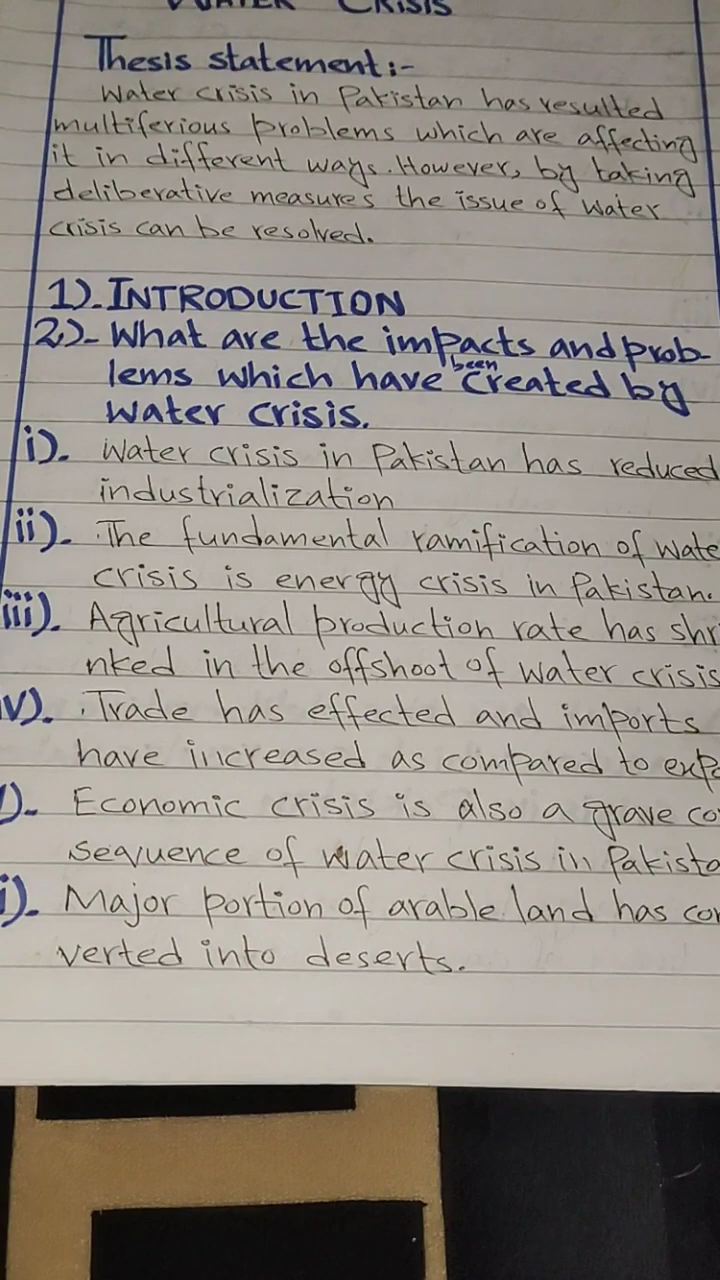 WATER CRISIS
Thesis statement:-
Water crisis in Pakistan has resulted
multiferious problems which are affecting
it in different ways. However, by taking
deliberative measures the issue of water
crisis can be resolved.
1). INTRODUCTION
2)- What are the impacts and prob-
lems which have been created by
water crisis.
i). Water crisis in Pakistan has reduced
industrialization
ii). The fundamental ramification of wate
crisis is energy crisis in Pakistan.
iii). Agricultural production rate has shri
nked in the offshoot of water crisis
iv). Trade has effected and imports
have increased as compared to expo
). Economic crisis is also a grave co
sequence of water crisis in Pakista
i). Major portion of arable land has con
verted into deserts.